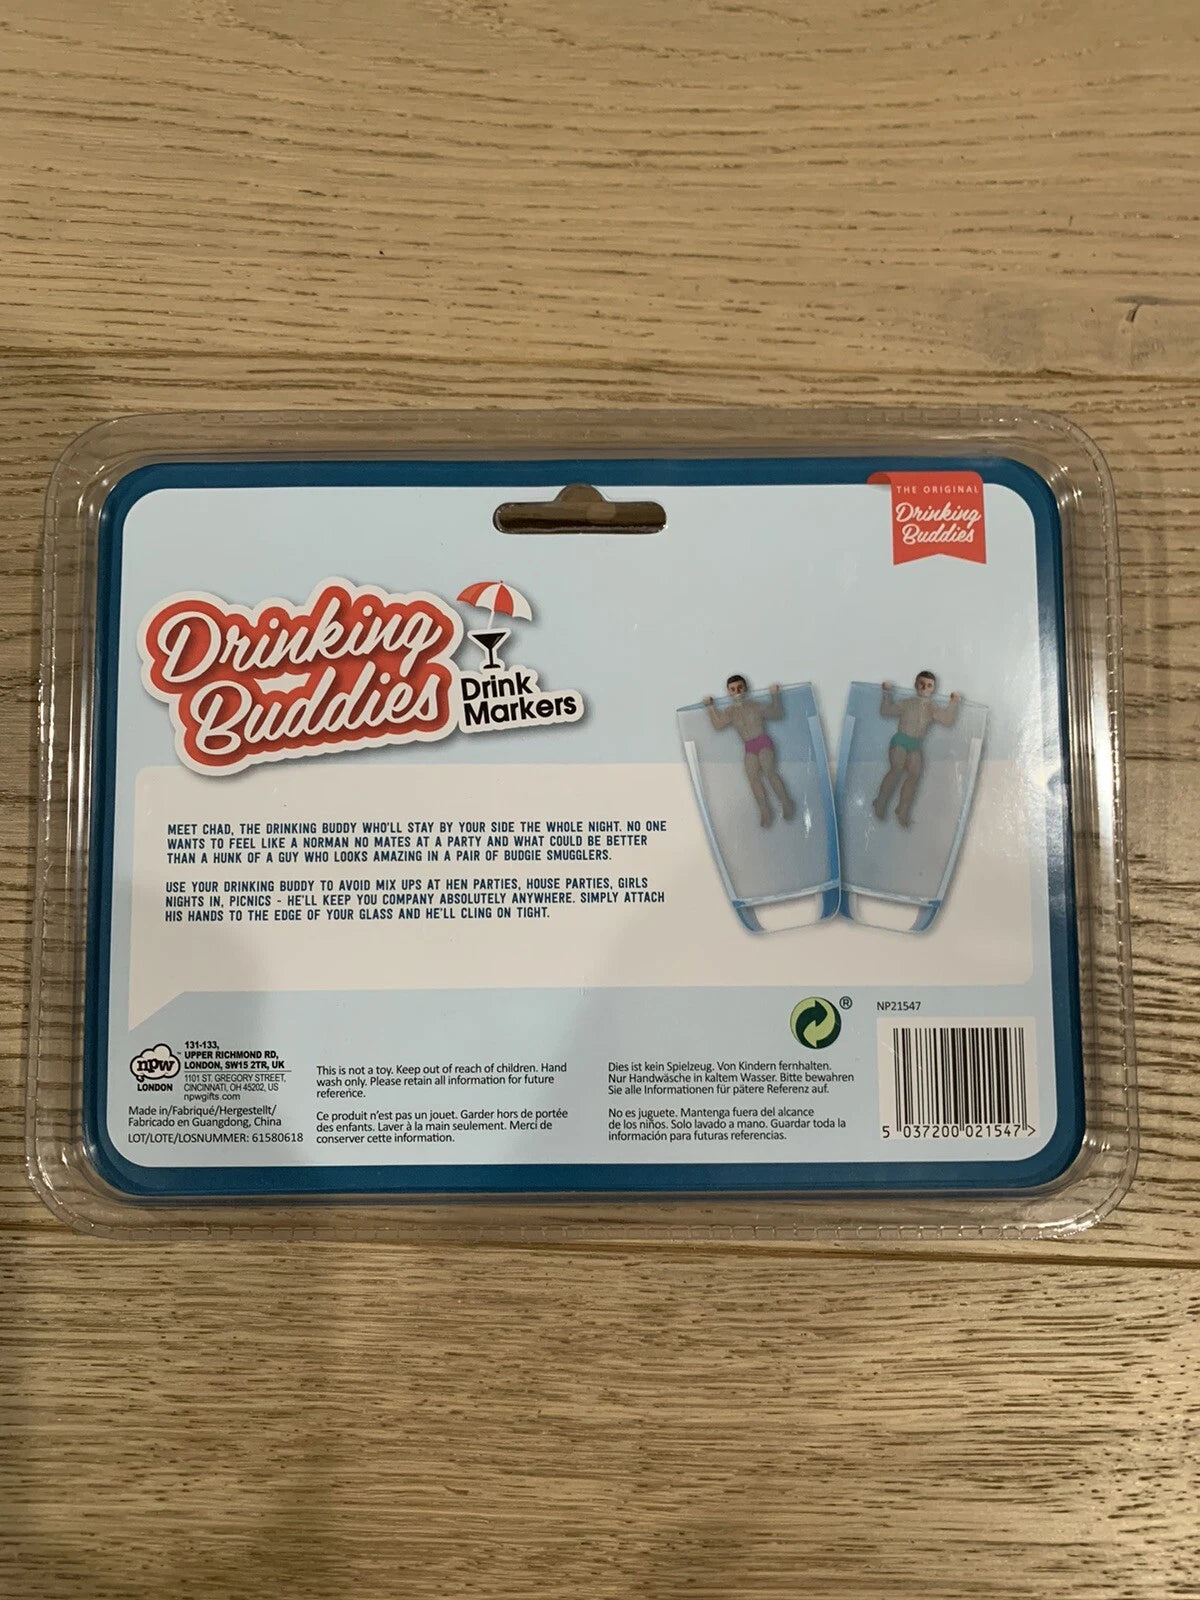 THE ORIGINAL
Drinking
Buddies
Drinking
Buddies
Drink
Markers
MEET CHAD, THE DRINKING BUDDY WHO'LL STAY BY YOUR SIDE THE WHOLE NIGHT. NO ONE
WANTS TO FEEL LIKE A NORMAN NO MATES AT A PARTY AND WHAT COULD BE BETTER
THAN A HUNK OF A GUY WHO LOOKS AMAZING IN A PAIR OF BUDGIE SMUGGLERS.
USE YOUR DRINKING BUDDY TO AVOID MIX UPS AT HEN PARTIES, HOUSE PARTIES, GIRLS
NIGHTS IN, PICNICS - HE'LL KEEP YOU COMPANY ABSOLUTELY ANYWHERE. SIMPLY ATTACH
HIS HANDS TO THE EDGE OF YOUR GLASS AND HE'LL CLING ON TIGHT.
npw
LONDON
131-133,
UPPER RICHMOND RD,
LONDON, SW15 2TR, UK
1101 ST. GREGORY STREET,
CINCINNATI, OH 45202, US
npwgifts.com
Made in/Fabriqué/Hergestellt/
Fabricado en Guangdong, China
LOT/LOTE/LOSNUMMER: 61580618
This is not a toy. Keep out of reach of children. Hand
wash only. Please retain all information for future
reference.
Ce produit n'est pas un jouet. Garder hors de portée
des enfants. Laver à la main seulement. Merci de
conserver cette information.
Dies ist kein Spielzeug. Von Kindern fernhalten.
Nur Handwäsche in kaltem Wasser. Bitte bewahren
Sie alle Informationen für pätere Referenz auf.
No es juguete. Mantenga fuera del alcance
de los niños. Solo lavado a mano. Guardar toda la
información para futuras referencias.
®
NP21547
5 037200 021547 >